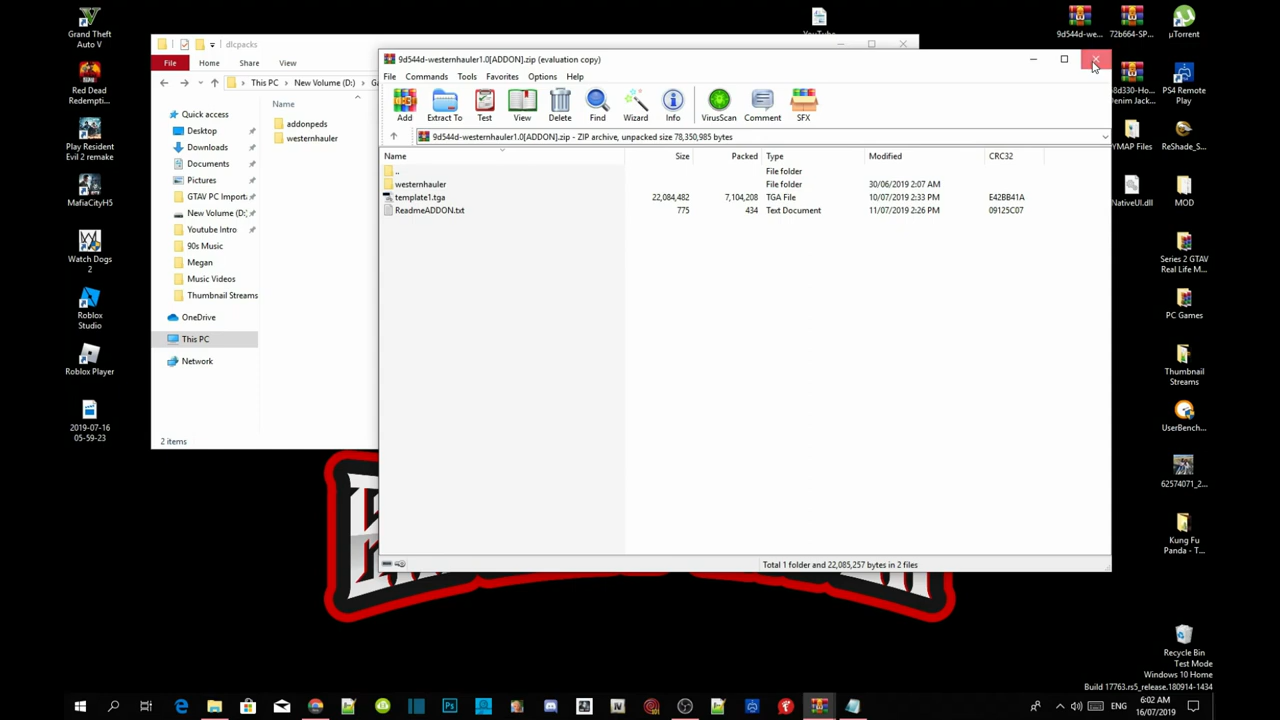 Grand Theft
Auto V
Red Dead
Redempti...
Play Resident
Evil 2 remake
MafiaCityH5
Watch Dogs
2
Roblox
Studio
Roblox Player
2019-07-16
05-59-23
dlcpacks
File Home Share View
This PC > New Volume (D:) >
Quick access
Desktop
Downloads
Documents
Pictures
GTAV PC Import
New Volume (D:
Youtube Intro
90s Music
Megan
Music Videos
Thumbnail Streams
OneDrive
This PC
Network
Name
addonpeds
westernhauler
2 items
9d544d-westernhauler1.0[ADDON].zip (evaluation copy)
File Commands Tools Favorites Options Help
Add Extract To Test View Delete Find Wizard Info VirusScan Comment SFX
9d544d-westernhauler1.0[ADDON].zip - ZIP archive, unpacked size 78,350,985 bytes
Name Size Packed Type Modified CRC32
.. File folder
westernhauler File folder 30/06/2019 2:07 AM
template1.tga 22,084,482 7,104,208 TGA File 10/07/2019 2:33 PM E42BB41A
ReadmeADDON.txt 775 434 Text Document 11/07/2019 2:26 PM 09125C07
Total 1 folder and 22,085,257 bytes in 2 files
9d544d-we...
72b664-SP...
µTorrent
PS4 Remote
Play
YMAP Files
ReShade_S...
NativeUI.dll
MOD
Series 2 GTAV
Real Life M...
PC Games
Thumbnail
Streams
UserBench...
62574071_2...
Kung Fu
Panda - T...
Recycle Bin
Test Mode
Windows 10 Home
Build 17763.rs5_release.180914-1434
ENG
6:02 AM
16/07/2019